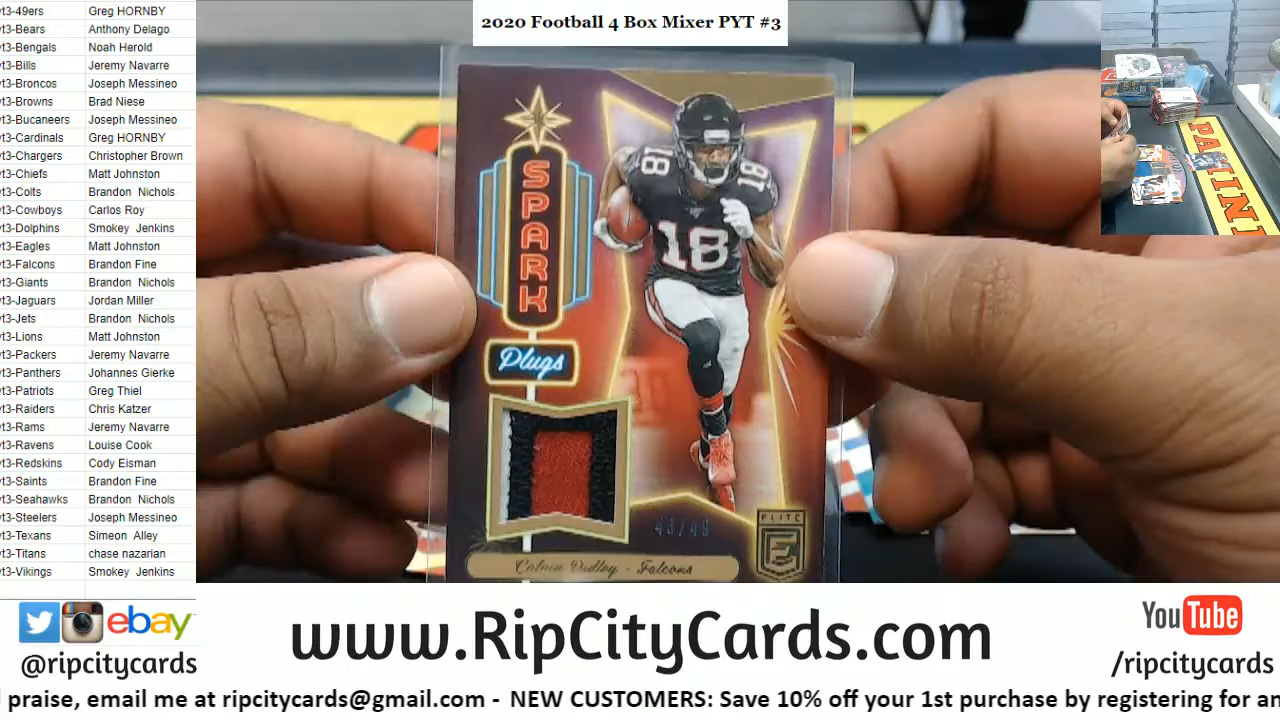 2020 Football 4 Box Mixer PYT #3
t3-49ers Greg HORNBY
t3-Bears Anthony Delago
t3-Bengals Noah Herold
t3-Bills Jeremy Navarre
t3-Broncos Joseph Messineo
t3-Browns Brad Niese
t3-Bucaneers Joseph Messineo
t3-Cardinals Greg HORNBY
t3-Chargers Christopher Brown
t3-Chiefs Matt Johnston
t3-Colts Brandon Nichols
t3-Cowboys Carlos Roy
t3-Dolphins Smokey Jenkins
t3-Eagles Matt Johnston
t3-Falcons Brandon Fine
t3-Giants Brandon Nichols
t3-Jaguars Jordan Miller
t3-Jets Brandon Nichols
t3-Lions Matt Johnston
t3-Packers Jeremy Navarre
t3-Panthers Johannes Gierke
t3-Patriots Greg Thiel
t3-Raiders Chris Katzer
t3-Rams Jeremy Navarre
t3-Ravens Louise Cook
t3-Redskins Cody Eisman
t3-Saints Brandon Fine
t3-Seahawks Brandon Nichols
t3-Steelers Joseph Messineo
t3-Texans Simeon Alley
t3-Titans chase nazarian
t3-Vikings Smokey Jenkins
SPARK
Plugs
18
18
18
ELITE
E
Calvin Ridley - Falcons
PANINI
ebay
@ripcitycards
www.RipCityCards.com
YouTube
/ripcitycards
praise, email me at ripcitycards@gmail.com - NEW CUSTOMERS: Save 10% off your 1st purchase by registering for an